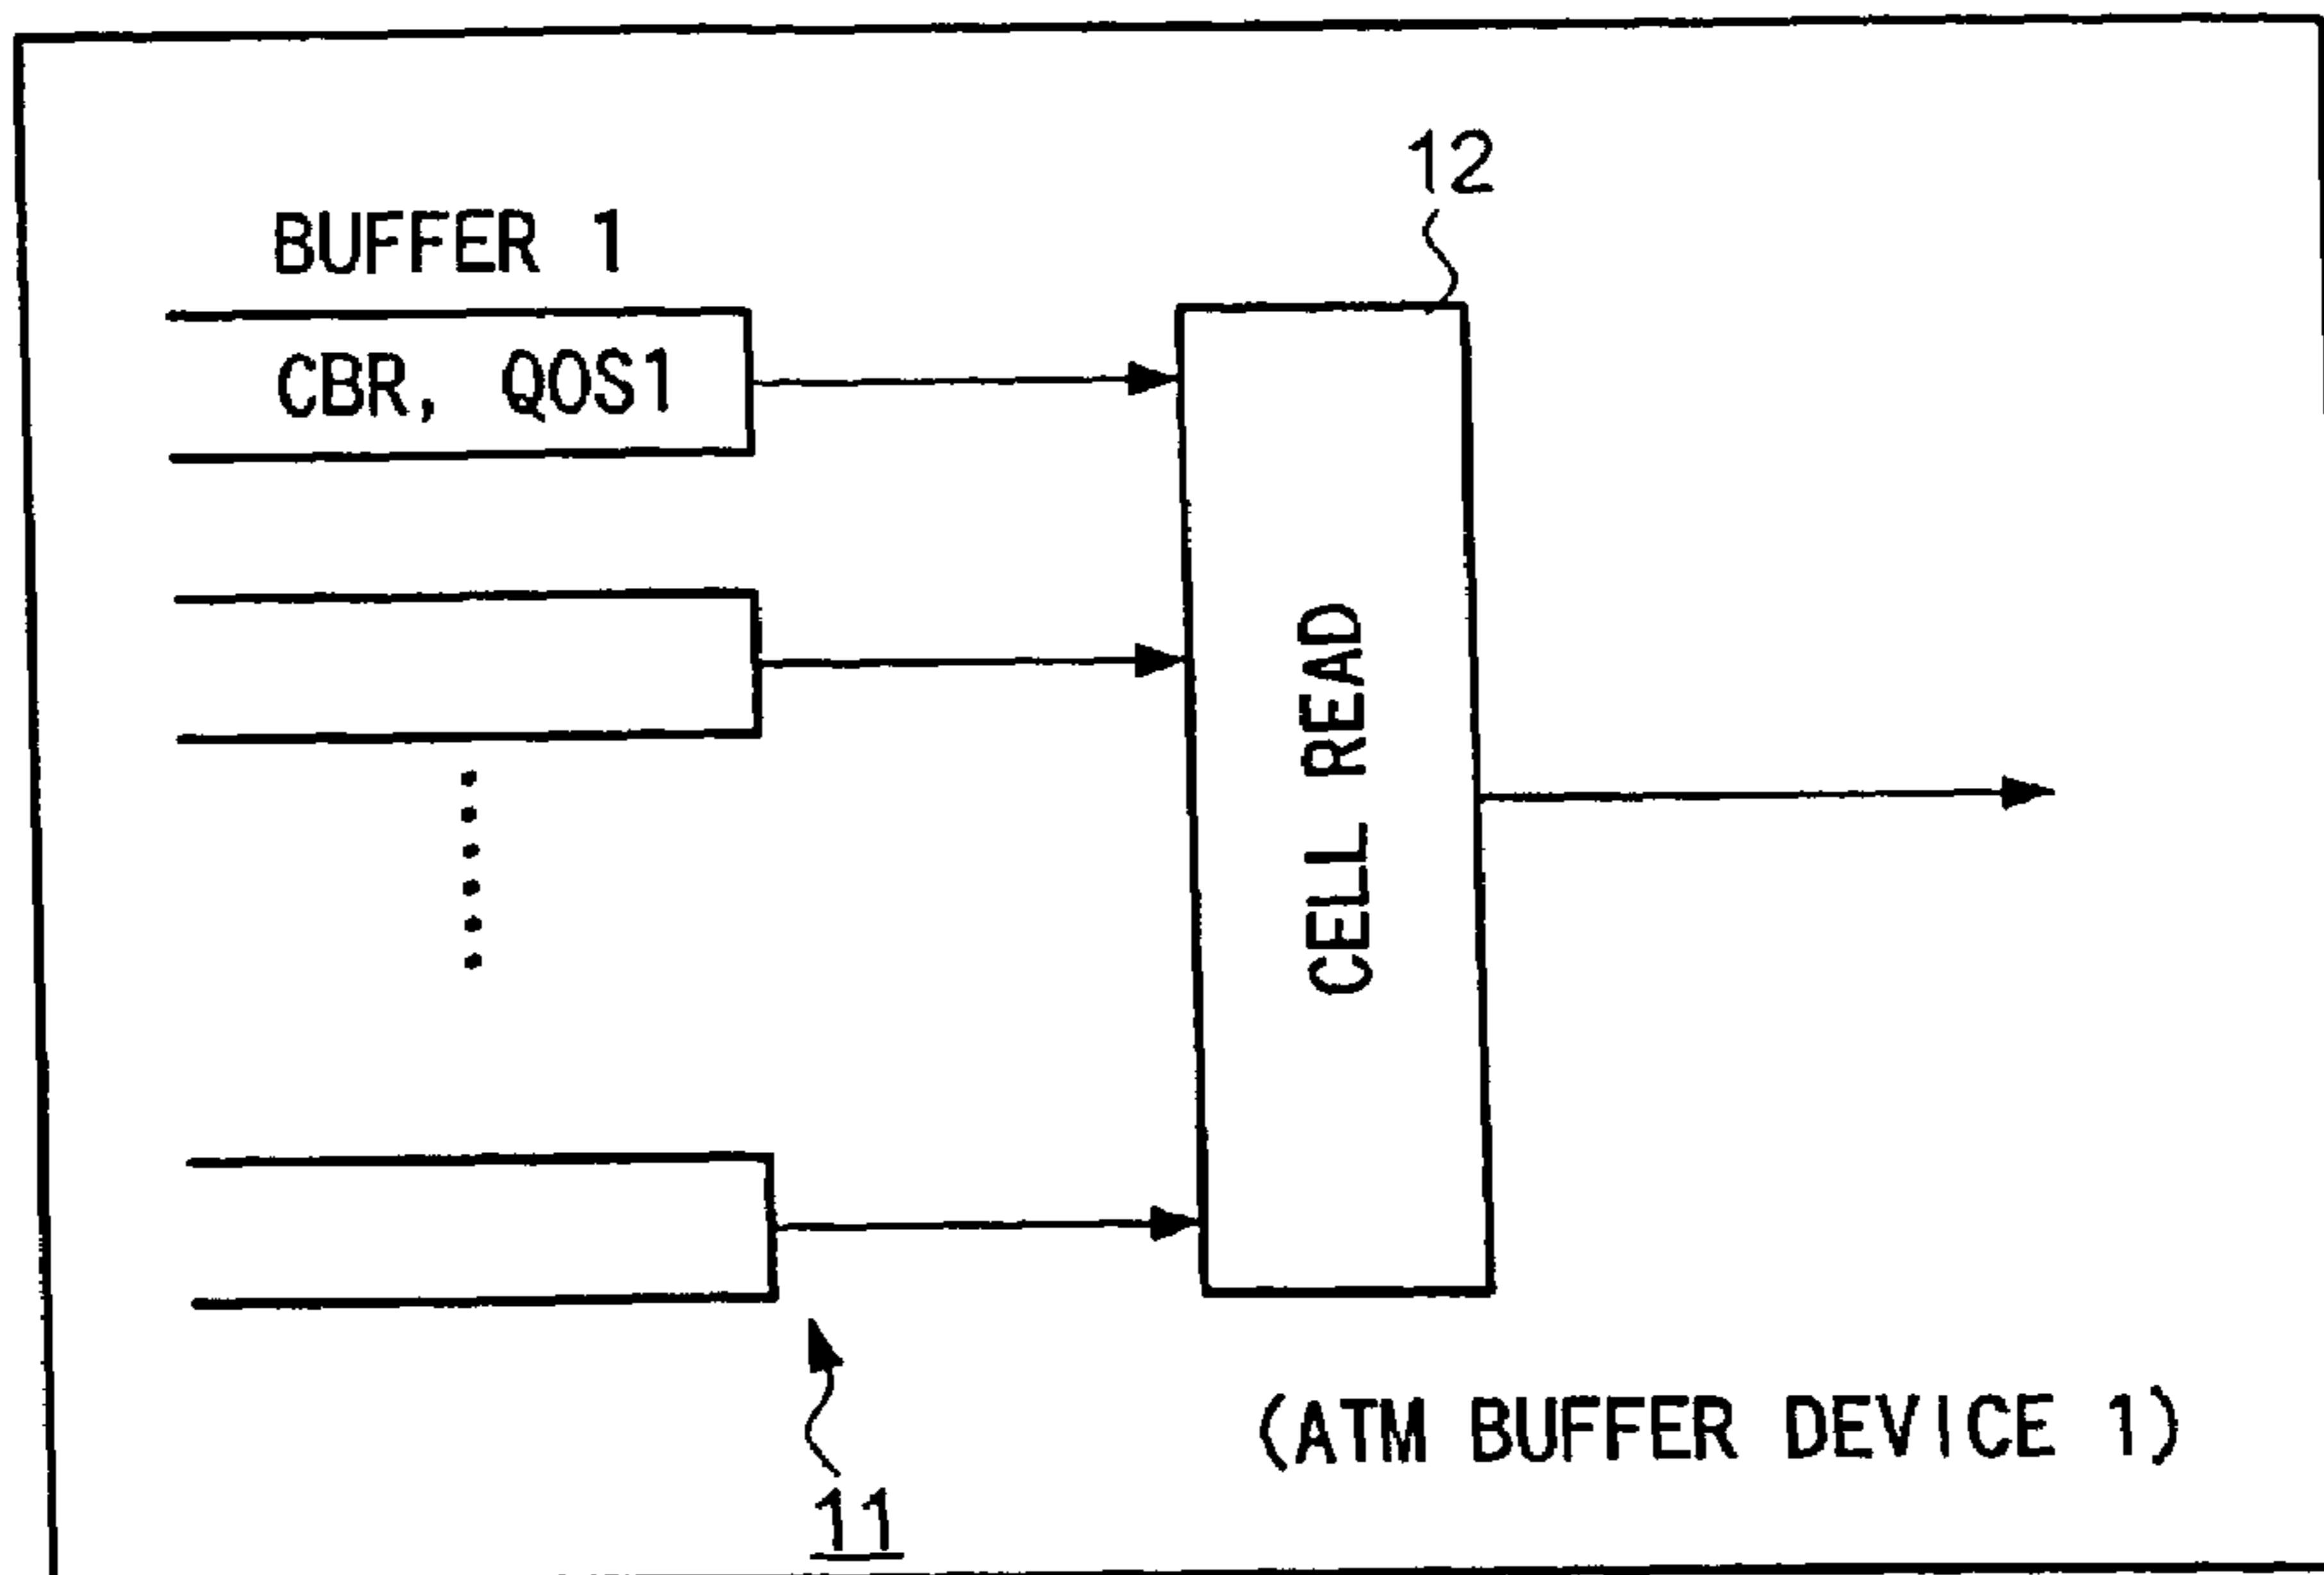 12
BUFFER 1
CBR, QOS1
CELL READ
(ATM BUFFER DEVICE 1)
11